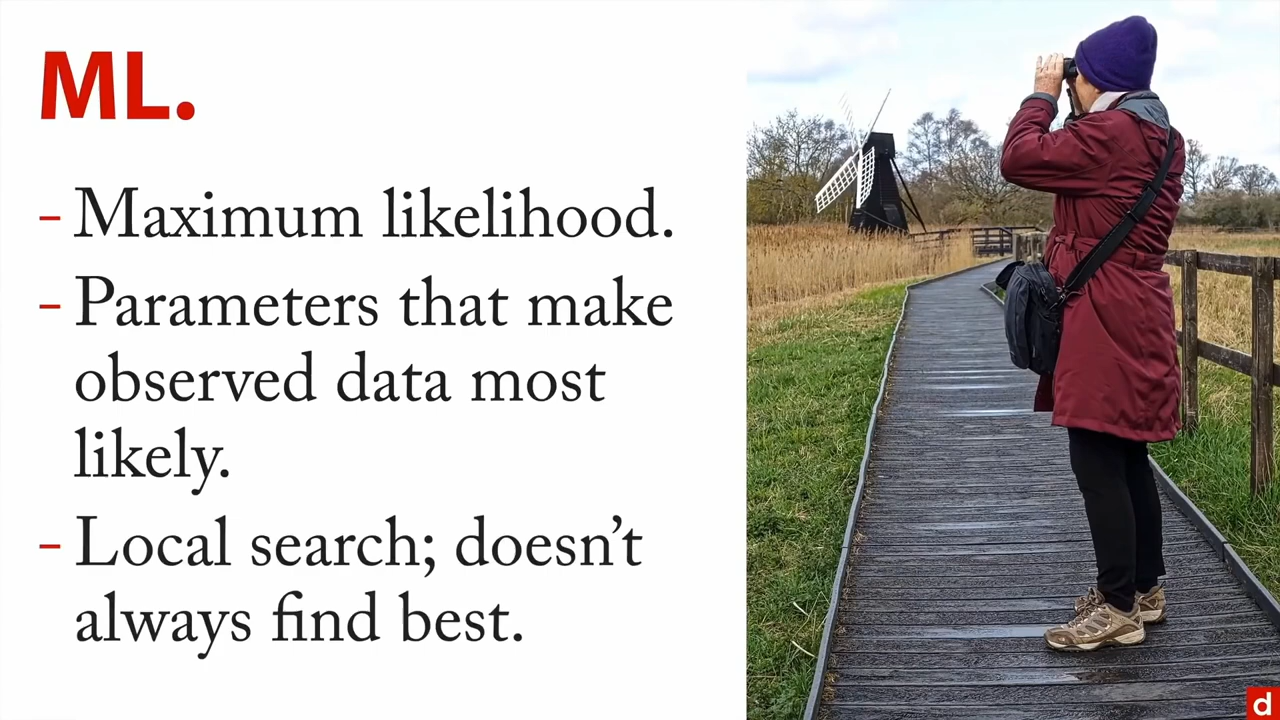 ML.
- Maximum likelihood.
- Parameters that make
observed data most
likely.
- Local search; doesn’t
always find best.
d